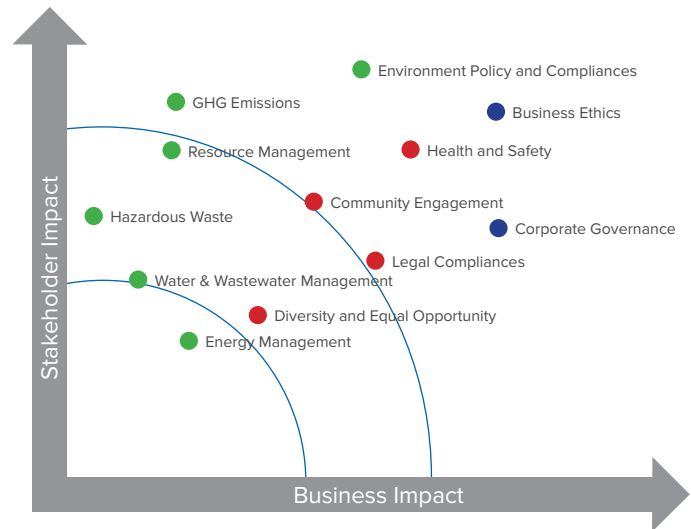 Environment Policy and Compliances
GHG Emissions
Business Ethics
Resource Management
Health and Safety
Community Engagement
Hazardous Waste
Corporate Governance
Legal Compliances
Water & Wastewater Management
Diversity and Equal Opportunity
Energy Management
Stakeholder Impact
Business Impact